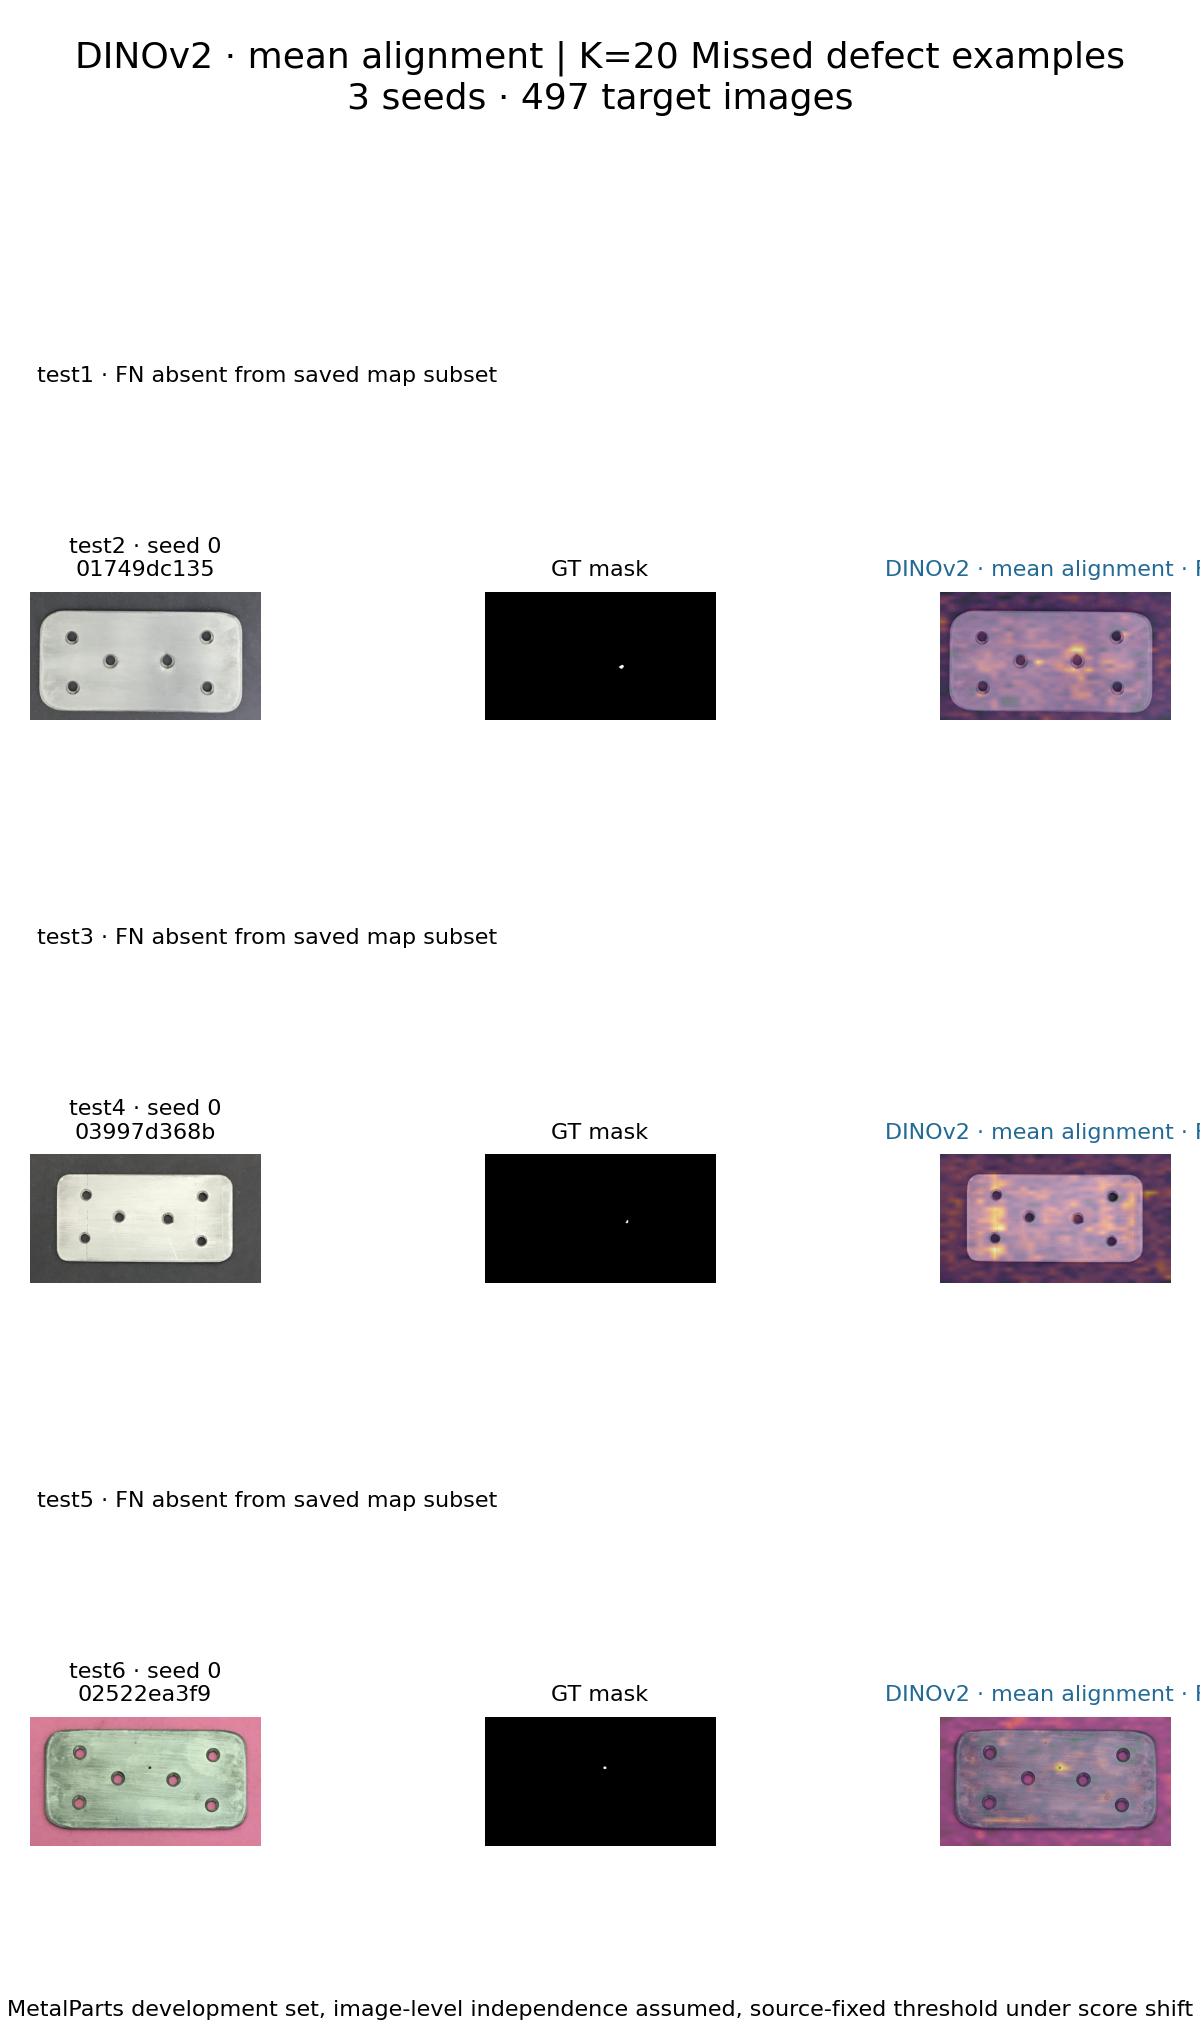 DINOv2 · mean alignment | K=20 Missed defect examples
3 seeds · 497 target images
test1 · FN absent from saved map subset
test2 · seed 0
01749dc135
GT mask
DINOv2 · mean alignment ·
test3 · FN absent from saved map subset
test4 · seed 0
03997d368b
GT mask
DINOv2 · mean alignment ·
test5 · FN absent from saved map subset
test6 · seed 0
02522ea3f9
GT mask
DINOv2 · mean alignment ·
MetalParts development set, image-level independence assumed, source-fixed threshold under score shift